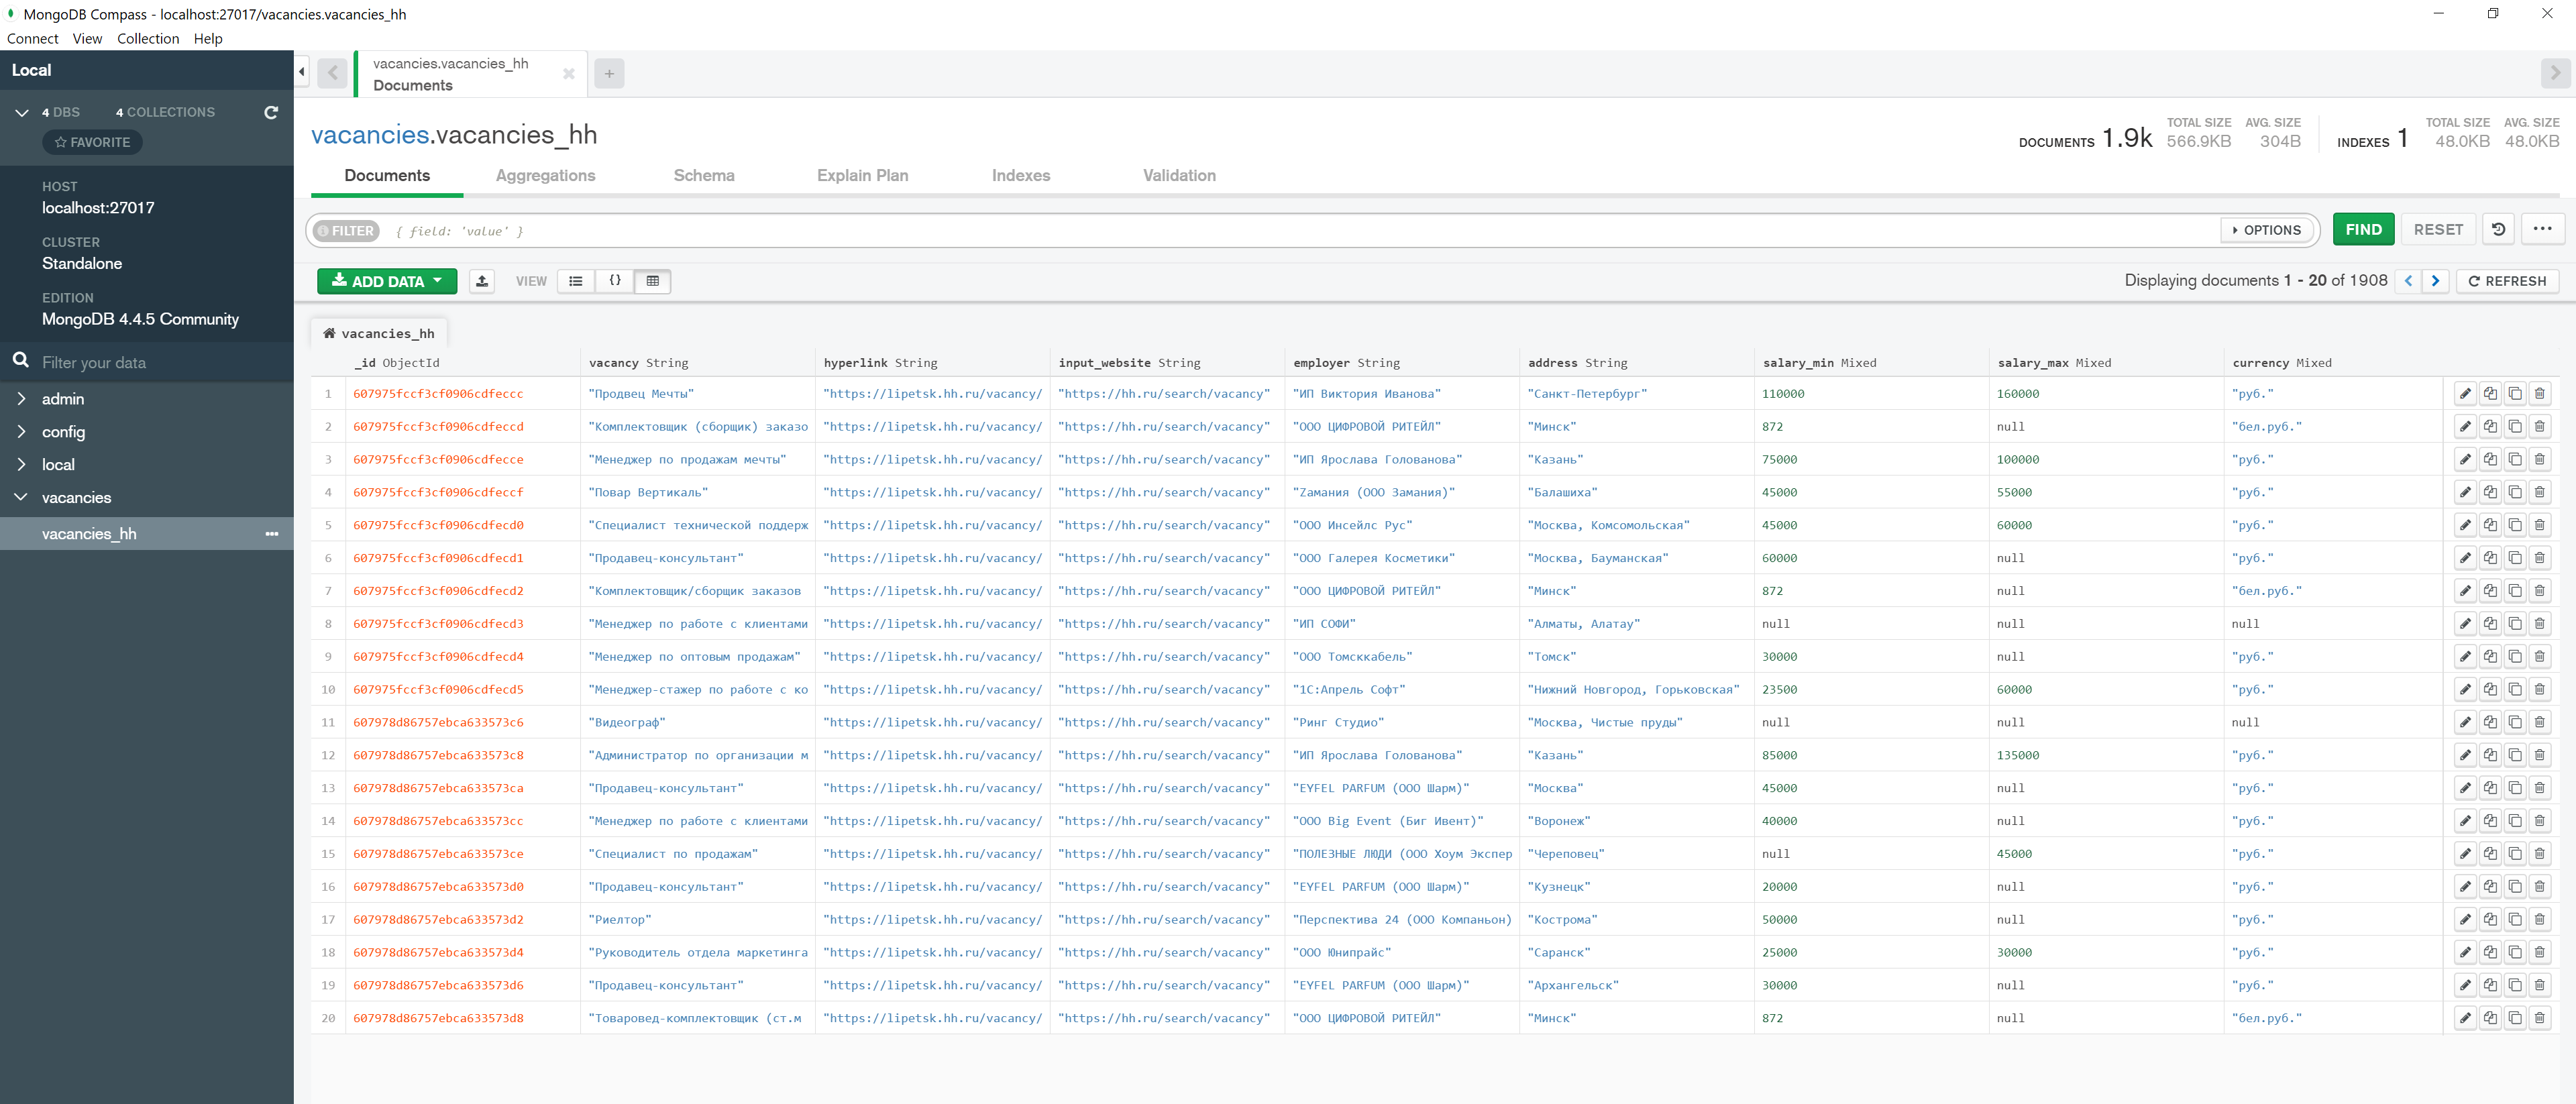 MongoDB Compass - localhost:27017/vacancies.vacancies_hh
Connect View Collection Help
Local
4 DBS 4 COLLECTIONS
FAVORITE
HOST
localhost:27017
CLUSTER
Standalone
EDITION
MongoDB 4.4.5 Community
Filter your data
admin
config
local
vacancies
vacancies_hh
vacancies.vacancies_hh
Documents
vacancies.vacancies_hh
DOCUMENTS 1.9k TOTAL SIZE 566.9KB AVG. SIZE 304B INDEXES 1 TOTAL SIZE 48.0KB AVG. SIZE 48.0KB
Documents Aggregations Schema Explain Plan Indexes Validation
FILTER { field: 'value' } OPTIONS FIND RESET
ADD DATA VIEW Displaying documents 1 - 20 of 1908 REFRESH
vacancies_hh
_id ObjectId vacancy String hyperlink String input_website String employer String address String salary_min Mixed salary_max Mixed currency Mixed
1 607975fccf3cf0906cdfeccc "Продвец Мечты" "https://lipetsk.hh.ru/vacancy/ "https://hh.ru/search/vacancy" "ИП Виктория Иванова" "Санкт-Петербург" 110000 160000 "руб."
2 607975fccf3cf0906cdfeccd "Комплектовщик (сборщик) заказо "https://lipetsk.hh.ru/vacancy/ "https://hh.ru/search/vacancy" "ООО ЦИФРОВОЙ РИТЕЙЛ" "Минск" 872 null "бел.руб."
3 607975fccf3cf0906cdfecce "Менеджер по продажам мечты" "https://lipetsk.hh.ru/vacancy/ "https://hh.ru/search/vacancy" "ИП Ярослава Голованова" "Казань" 75000 100000 "руб."
4 607975fccf3cf0906cdfeccf "Повар Вертикаль" "https://lipetsk.hh.ru/vacancy/ "https://hh.ru/search/vacancy" "Zамания (ООО Замания)" "Балашиха" 45000 55000 "руб."
5 607975fccf3cf0906cdfecd0 "Специалист технической поддерж "https://lipetsk.hh.ru/vacancy/ "https://hh.ru/search/vacancy" "ООО Инсейлс Рус" "Москва, Комсомольская" 45000 60000 "руб."
6 607975fccf3cf0906cdfecd1 "Продавец-консультант" "https://lipetsk.hh.ru/vacancy/ "https://hh.ru/search/vacancy" "ООО Галерея Косметики" "Москва, Бауманская" 60000 null "руб."
7 607975fccf3cf0906cdfecd2 "Комплектовщик/сборщик заказов "https://lipetsk.hh.ru/vacancy/ "https://hh.ru/search/vacancy" "ООО ЦИФРОВОЙ РИТЕЙЛ" "Минск" 872 null "бел.руб."
8 607975fccf3cf0906cdfecd3 "Менеджер по работе с клиентами "https://lipetsk.hh.ru/vacancy/ "https://hh.ru/search/vacancy" "ИП СОФИ" "Алматы, Алатау" null null null
9 607975fccf3cf0906cdfecd4 "Менеджер по оптовым продажам" "https://lipetsk.hh.ru/vacancy/ "https://hh.ru/search/vacancy" "ООО Томсккабель" "Томск" 30000 null "руб."
10 607975fccf3cf0906cdfecd5 "Менеджер-стажер по работе с ко "https://lipetsk.hh.ru/vacancy/ "https://hh.ru/search/vacancy" "1С:Апрель Софт" "Нижний Новгород, Горьковская" 23500 60000 "руб."
11 607978d86757ebca633573c6 "Видеограф" "https://lipetsk.hh.ru/vacancy/ "https://hh.ru/search/vacancy" "Ринг Студио" "Москва, Чистые пруды" null null null
12 607978d86757ebca633573c8 "Администратор по организации м "https://lipetsk.hh.ru/vacancy/ "https://hh.ru/search/vacancy" "ИП Ярослава Голованова" "Казань" 85000 135000 "руб."
13 607978d86757ebca633573ca "Продавец-консультант" "https://lipetsk.hh.ru/vacancy/ "https://hh.ru/search/vacancy" "EYFEL PARFUM (ООО Шарм)" "Москва" 45000 null "руб."
14 607978d86757ebca633573cc "Менеджер по работе с клиентами "https://lipetsk.hh.ru/vacancy/ "https://hh.ru/search/vacancy" "ООО Big Event (Биг Ивент)" "Воронеж" 40000 null "руб."
15 607978d86757ebca633573ce "Специалист по продажам" "https://lipetsk.hh.ru/vacancy/ "https://hh.ru/search/vacancy" "ПОЛЕЗНЫЕ ЛЮДИ (ООО Хоум Экспер "Череповец" null 45000 "руб."
16 607978d86757ebca633573d0 "Продавец-консультант" "https://lipetsk.hh.ru/vacancy/ "https://hh.ru/search/vacancy" "EYFEL PARFUM (ООО Шарм)" "Кузнецк" 20000 null "руб."
17 607978d86757ebca633573d2 "Риелтор" "https://lipetsk.hh.ru/vacancy/ "https://hh.ru/search/vacancy" "Перспектива 24 (ООО Компаньон) "Кострома" 50000 null "руб."
18 607978d86757ebca633573d4 "Руководитель отдела маркетинга "https://lipetsk.hh.ru/vacancy/ "https://hh.ru/search/vacancy" "ООО Юнипрайс" "Саранск" 25000 30000 "руб."
19 607978d86757ebca633573d6 "Продавец-консультант" "https://lipetsk.hh.ru/vacancy/ "https://hh.ru/search/vacancy" "EYFEL PARFUM (ООО Шарм)" "Архангельск" 30000 null "руб."
20 607978d86757ebca633573d8 "Товаровед-комплектовщик (ст.м "https://lipetsk.hh.ru/vacancy/ "https://hh.ru/search/vacancy" "ООО ЦИФРОВОЙ РИТЕЙЛ" "Минск" 872 null "бел.руб."